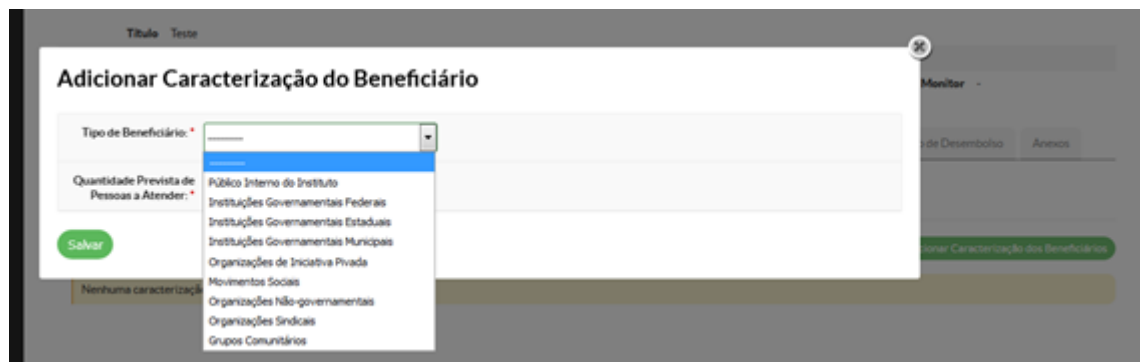 Título Teste
Adicionar Caracterização do Beneficiário
Monitor -
Tipo de Beneficiário: *
---------
de Desembolso
Anexos
---------
Quantidade Prevista de
Pessoas a Atender: *
Público Interno do Instituto
Instituições Governamentais Federais
Instituições Governamentais Estaduais
Instituições Governamentais Municipais
Organizações de Iniciativa Pivada
Movimentos Sociais
Organizações Não-governamentais
Organizações Sindicais
Grupos Comunitários
Salvar
Caracterização dos Beneficiários
Nenhuma